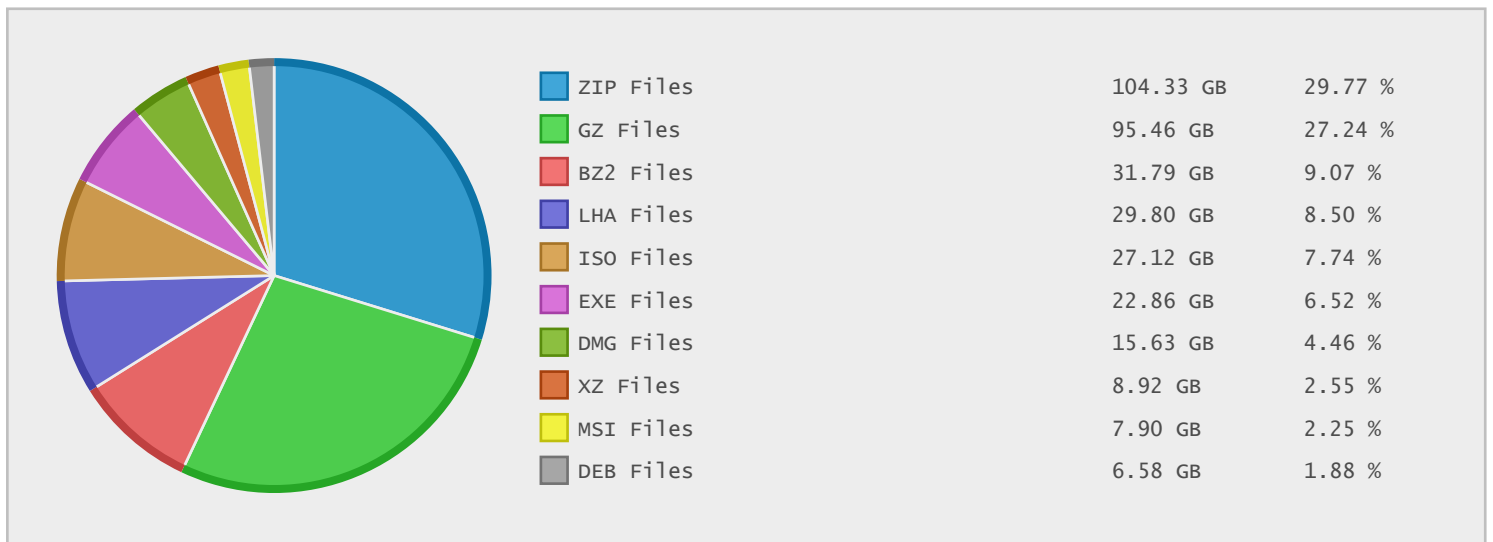 ZIP Files 104.33 GB 29.77 %
GZ Files 95.46 GB 27.24 %
BZ2 Files 31.79 GB 9.07 %
LHA Files 29.80 GB 8.50 %
ISO Files 27.12 GB 7.74 %
EXE Files 22.86 GB 6.52 %
DMG Files 15.63 GB 4.46 %
XZ Files 8.92 GB 2.55 %
MSI Files 7.90 GB 2.25 %
DEB Files 6.58 GB 1.88 %